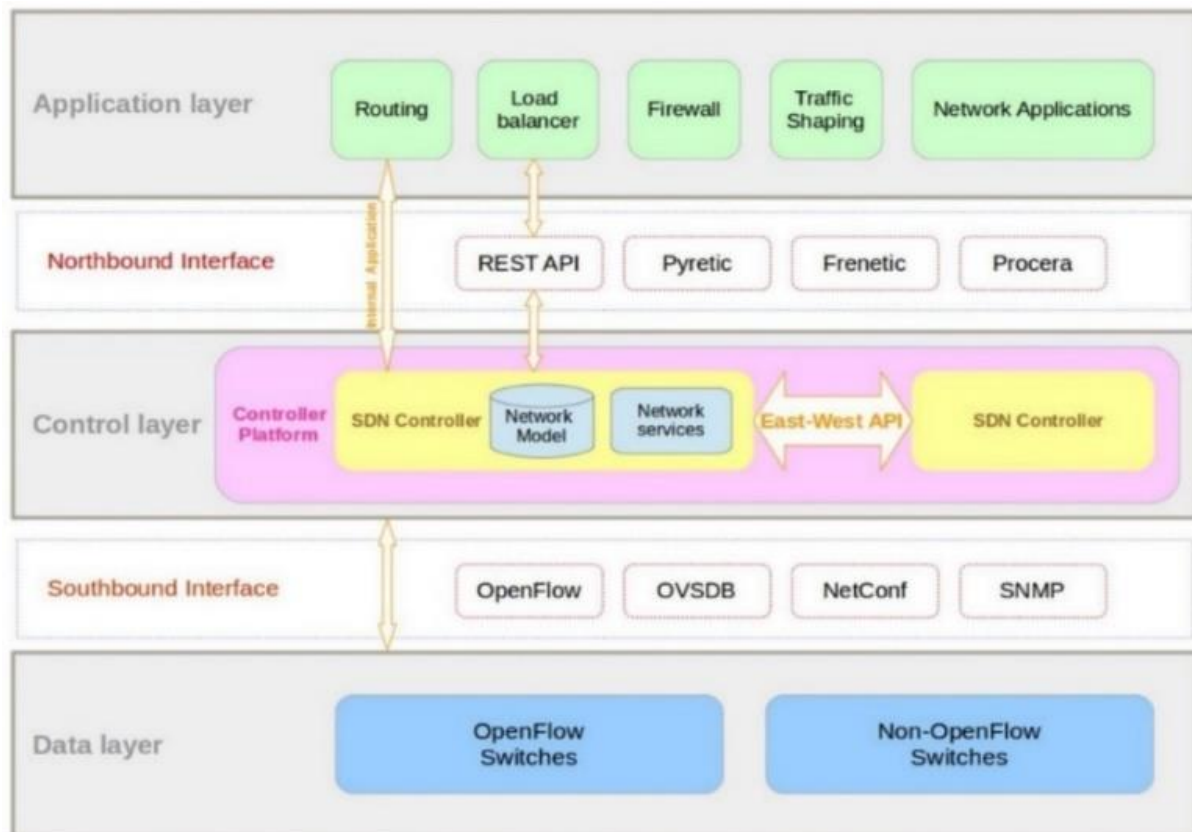 Application layer
Routing
Load
balancer
Firewall
Traffic
Shaping
Network Applications
Internal Application
Northbound Interface
REST API
Pyretic
Frenetic
Procera
Control layer
Controller
Platform
SDN Controller
Network
Model
Network
services
East-West API
SDN Controller
Southbound Interface
OpenFlow
OVSDB
NetConf
SNMP
Data layer
OpenFlow
Switches
Non-OpenFlow
Switches